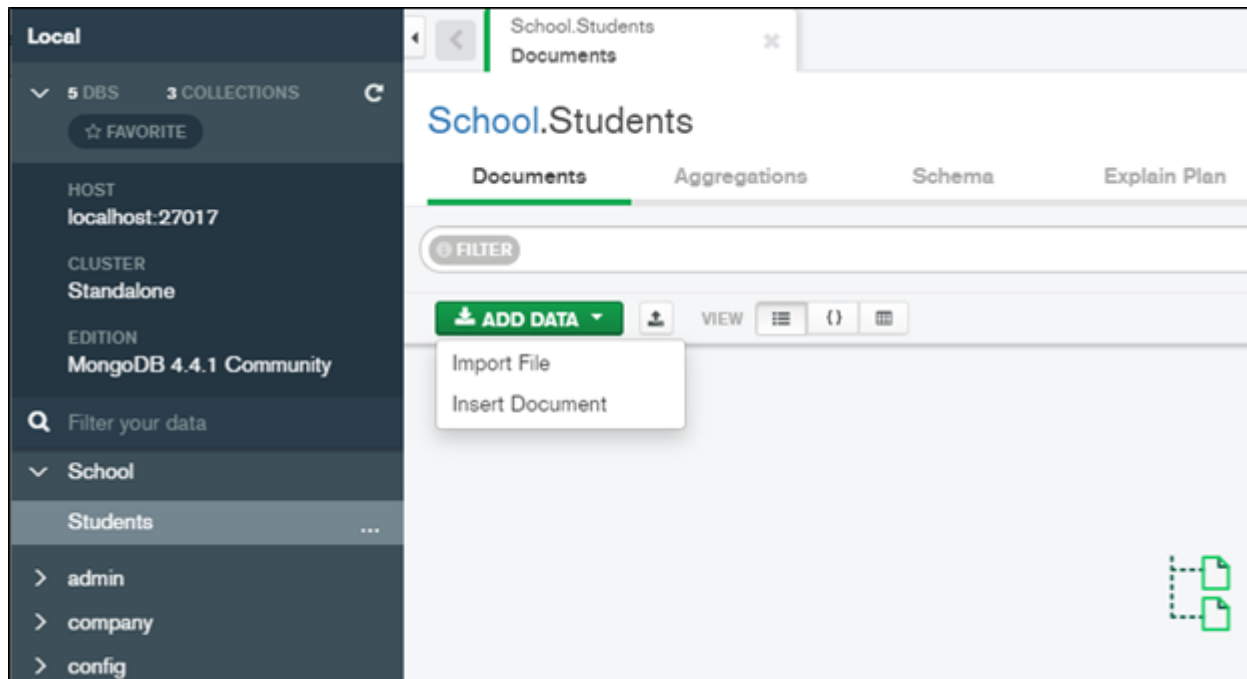 Local
5 DBS 3 COLLECTIONS
FAVORITE
HOST
localhost:27017
CLUSTER
Standalone
EDITION
MongoDB 4.4.1 Community
Filter your data
School
Students
...
admin
company
config
School.Students
Documents
School.Students
Documents Aggregations Schema Explain Plan
FILTER
ADD DATA VIEW {}
Import File
Insert Document